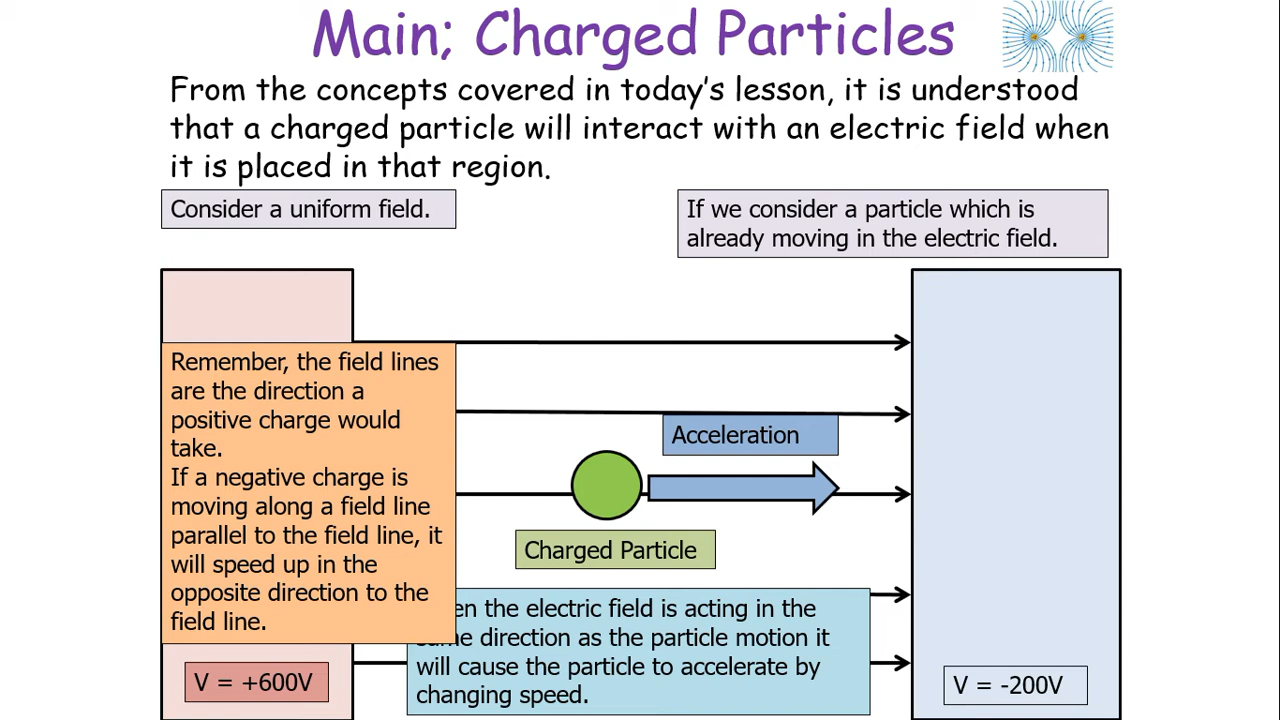 Main; Charged Particles
From the concepts covered in today's lesson, it is understood
that a charged particle will interact with an electric field when
it is placed in that region.
Consider a uniform field.
If we consider a particle which is
already moving in the electric field.
Remember, the field lines
are the direction a
positive charge would
take.
If a negative charge is
moving along a field line
parallel to the field line, it
will speed up in the
opposite direction to the
field line.
Acceleration
Charged Particle
the electric field is acting in the
direction as the particle motion it
will cause the particle to accelerate by
changing speed.
V = +600V
V = -200V